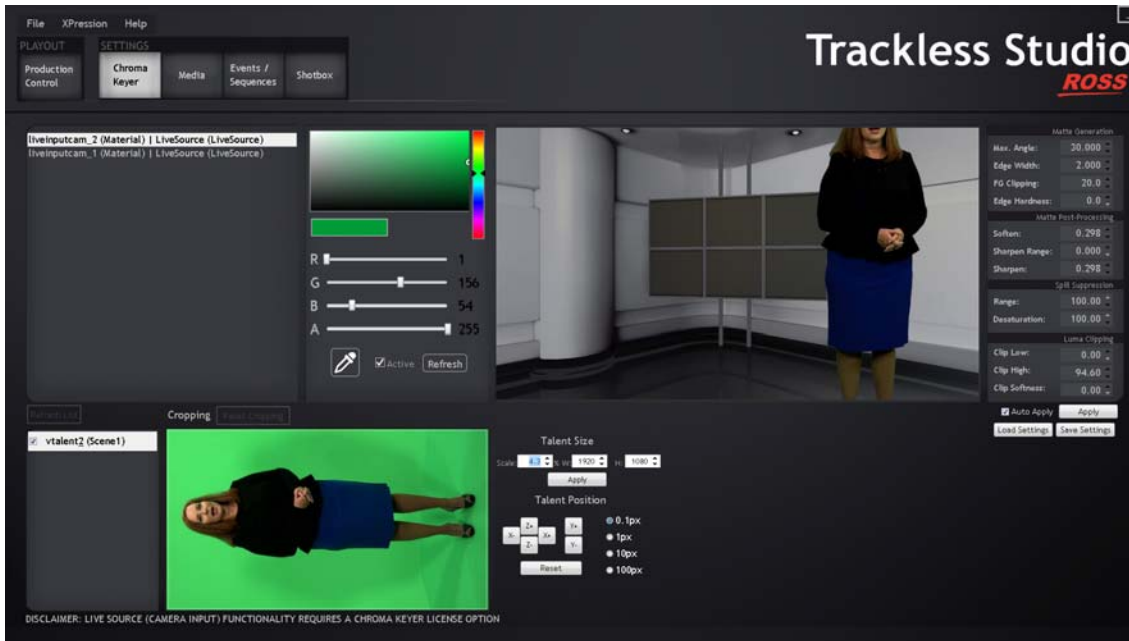 File XPression Help
PLAYOUT SETTINGS
Production Control
Chroma Keyer
Media
Events / Sequences
Shotbox
Trackless Studio
ROSS
liveinputcam_2 (Material) | LiveSource (LiveSource)
liveinputcam_1 (Material) | LiveSource (LiveSource)
R 1
G 156
B 54
A 255
Active Refresh
Matte Generation
Max. Angle: 30.000
Edge Width: 2.000
FG Clipping: 20.0
Edge Hardness: 0.0
Matte Post-Processing
Soften: 0.298
Sharpen Range: 0.000
Sharpen: 0.298
Spill Suppression
Range: 100.00
Desaturation: 100.00
Luma Clipping
Clip Low: 0.00
Clip High: 94.60
Clip Softness: 0.00
Auto Apply Apply
Load Settings Save Settings
Refresh List
Cropping Reset Cropping
vtalent2 (Scene1)
Talent Size
Scale: 4.3 % W: 1920 H: 1080
Apply
Talent Position
X- Z+ Z- X+ Y+ Y-
Reset
0.1px
1px
10px
100px
DISCLAIMER: LIVE SOURCE (CAMERA INPUT) FUNCTIONALITY REQUIRES A CHROMA KEYER LICENSE OPTION